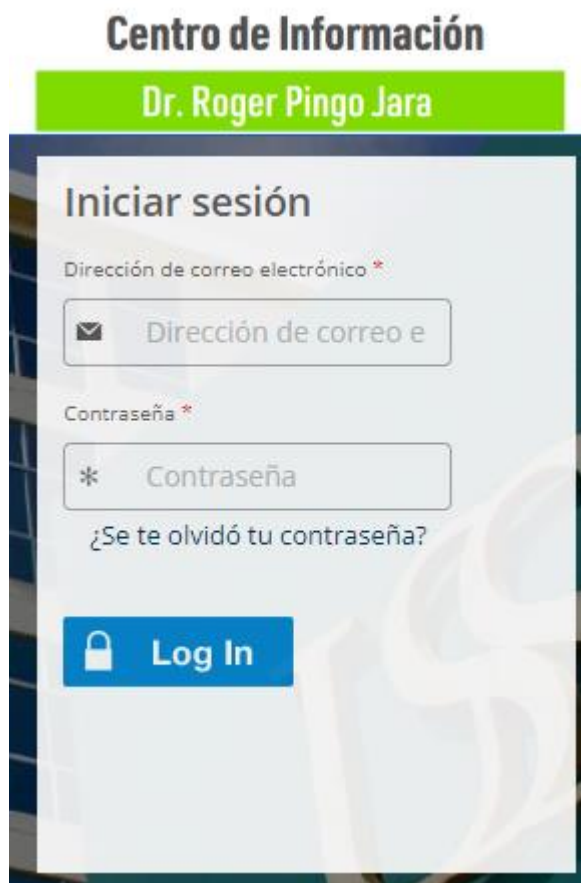 Centro de Información
Dr. Roger Pingo Jara
Iniciar sesión
Dirección de correo electrónico *
Dirección de correo e
Contraseña *
Contraseña
¿Se te olvidó tu contraseña?
Log In